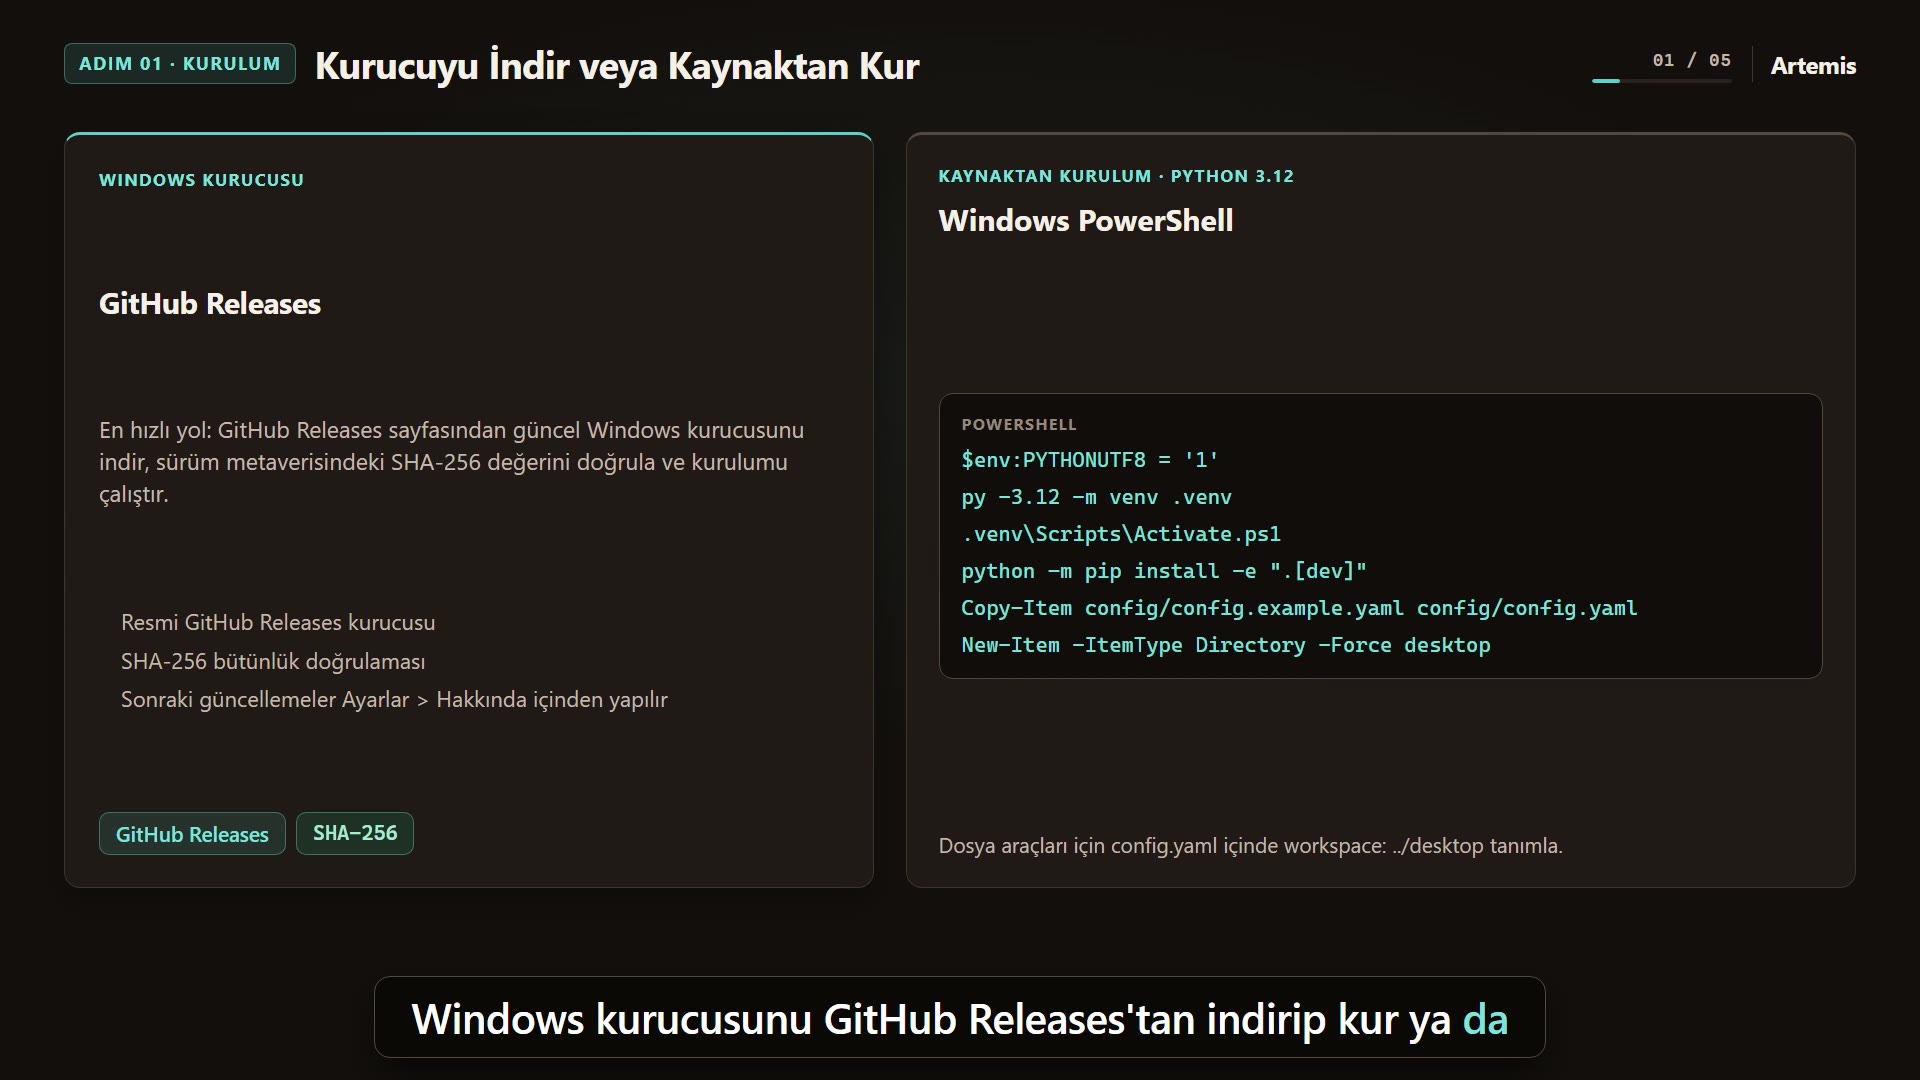 ADIM 01 · KURULUM
Kurucuyu İndir veya Kaynaktan Kur
01 / 05
Artemis
WINDOWS KURUCUSU
GitHub Releases
En hızlı yol: GitHub Releases sayfasından güncel Windows kurucusunu
indir, sürüm metaverisindeki SHA-256 değerini doğrula ve kurulumu
çalıştır.
Resmi GitHub Releases kurucusu
SHA-256 bütünlük doğrulaması
Sonraki güncellemeler Ayarlar > Hakkında içinden yapılır
GitHub Releases
SHA-256
KAYNAKTAN KURULUM · PYTHON 3.12
Windows PowerShell
POWERSHELL
$env:PYTHONUTF8 = '1'
py -3.12 -m venv .venv
.venv\Scripts\Activate.ps1
python -m pip install -e ".[dev]"
Copy-Item config/config.example.yaml config/config.yaml
New-Item -ItemType Directory -Force desktop
Dosya araçları için config.yaml içinde workspace: ../desktop tanımla.
Windows kurucusunu GitHub Releases'tan indirip kur ya da